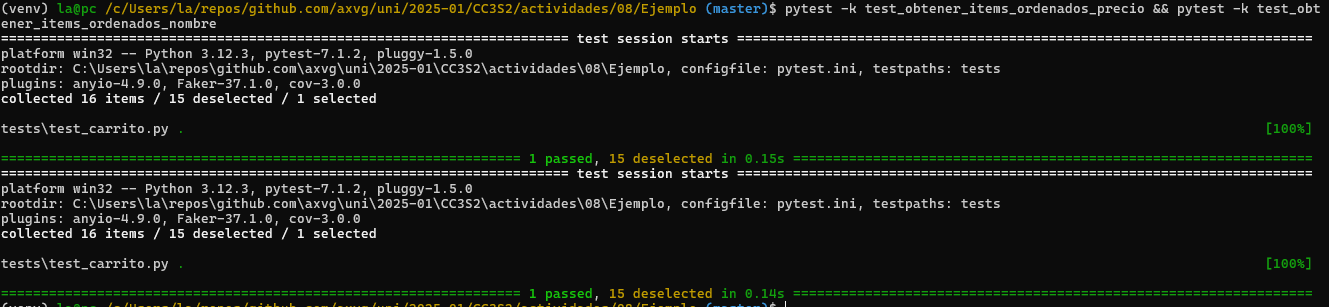 (venv) la@pc /c/Users/la/repos/github.com/axvg/uni/2025-01/CC3S2/actividades/08/Ejemplo (master)$ pytest -k test_obtener_items_ordenados_precio && pytest -k test_obt
ener_items_ordenados_nombre
======================================================================== test session starts =========================================================================
platform win32 -- Python 3.12.3, pytest-7.1.2, pluggy-1.5.0
rootdir: C:\Users\la\repos\github.com\axvg\uni\2025-01\CC3S2\actividades\08\Ejemplo, configfile: pytest.ini, testpaths: tests
plugins: anyio-4.9.0, Faker-37.1.0, cov-3.0.0
collected 16 items / 15 deselected / 1 selected
tests\test_carrito.py . [100%]
================================================================== 1 passed, 15 deselected in 0.15s ==================================================================
======================================================================== test session starts =========================================================================
platform win32 -- Python 3.12.3, pytest-7.1.2, pluggy-1.5.0
rootdir: C:\Users\la\repos\github.com\axvg\uni\2025-01\CC3S2\actividades\08\Ejemplo, configfile: pytest.ini, testpaths: tests
plugins: anyio-4.9.0, Faker-37.1.0, cov-3.0.0
collected 16 items / 15 deselected / 1 selected
tests\test_carrito.py . [100%]
================================================================== 1 passed, 15 deselected in 0.14s ==================================================================
(venv) la@pc /c/Users/la/repos/github.com/axvg/uni/2025-01/CC3S2/actividades/08/Ejemplo (master)$